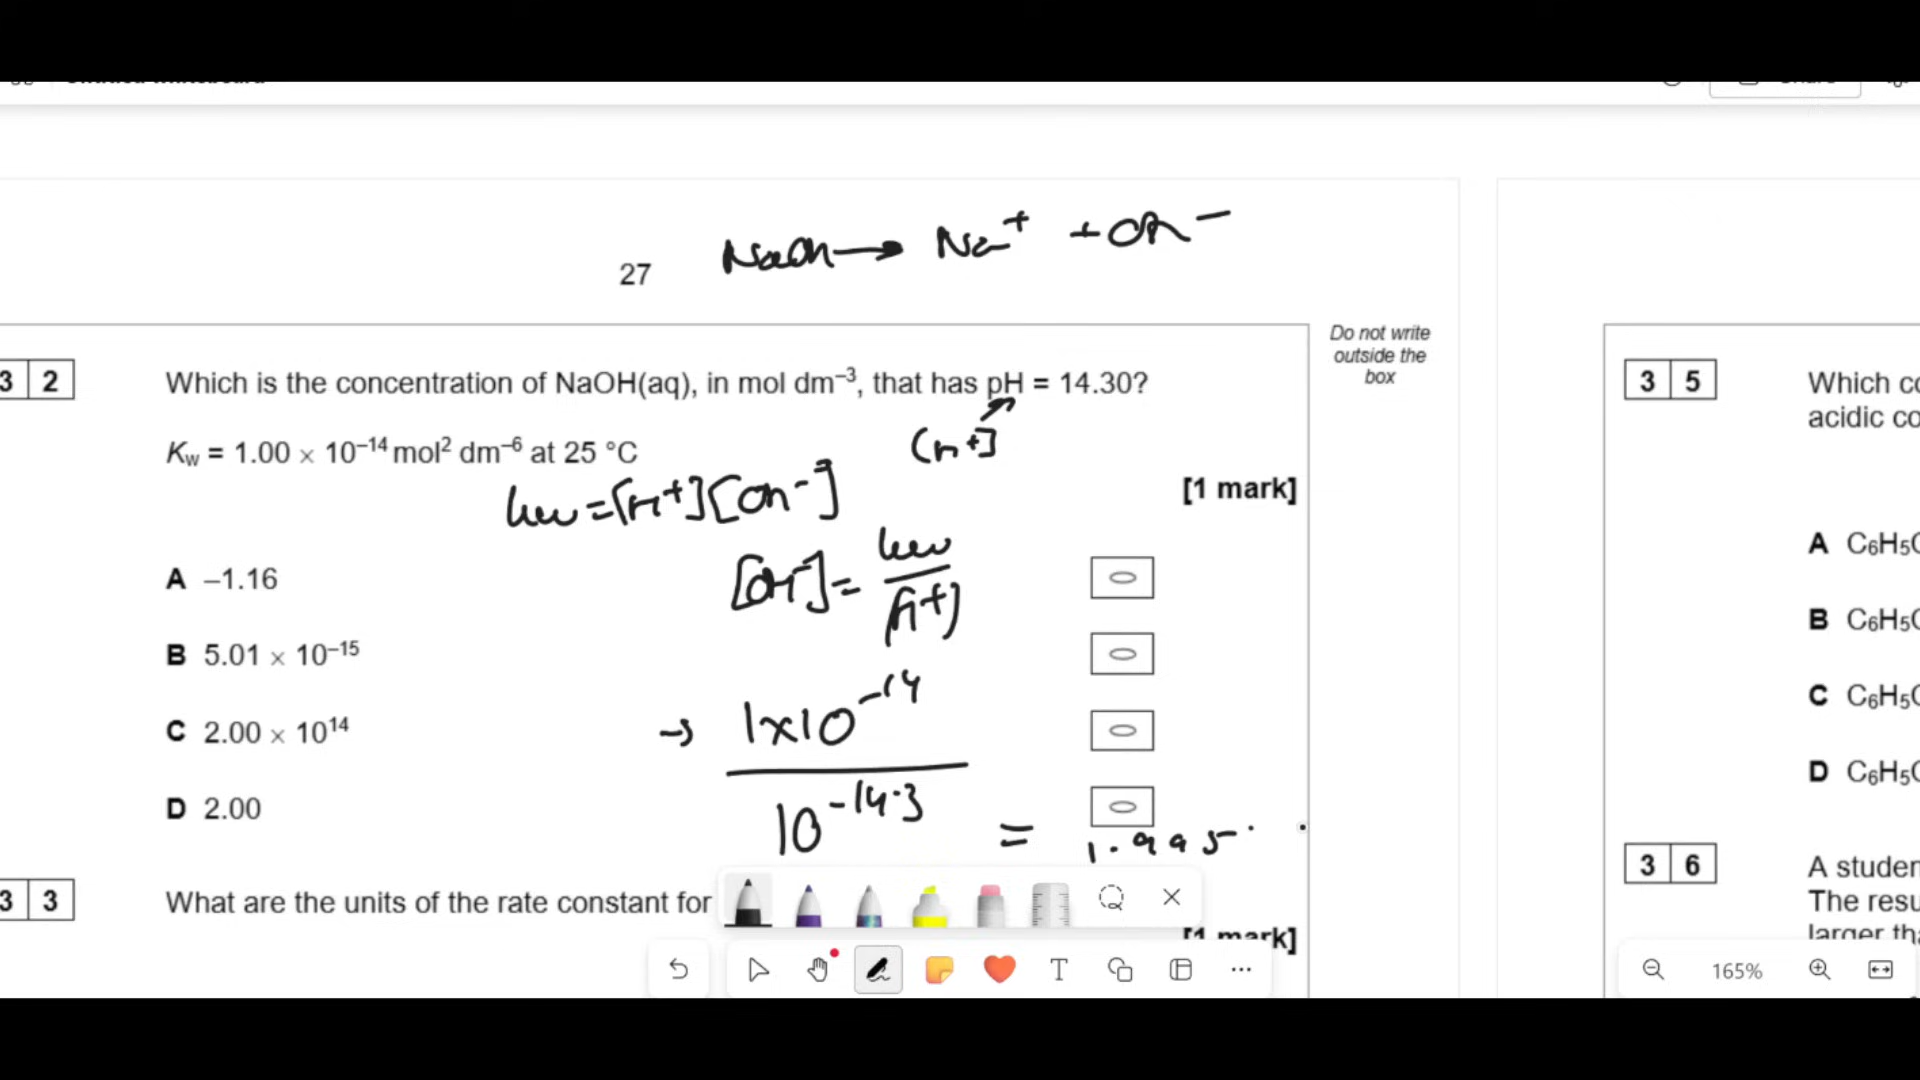 NaOH → Na⁺ + OH⁻
27
Do not write
outside the
box
3 2 Which is the concentration of NaOH(aq), in mol dm⁻³, that has pH = 14.30?
[H⁺]
Kw = 1.00 × 10⁻¹⁴ mol² dm⁻⁶ at 25 °C
[1 mark]
Kw = [H⁺][OH⁻]
[OH⁻] = Kw / [H⁺]
A –1.16
B 5.01 × 10⁻¹⁵
C 2.00 × 10¹⁴
D 2.00
→ 1×10⁻¹⁴
10⁻¹⁴·³ = 1.995
3 3 What are the units of the rate constant for
[1 mark]
3 5 Which
acidic
A C₆H₅
B C₆H₅
C C₆H₅
D C₆H₅
3 6 A
The
165%